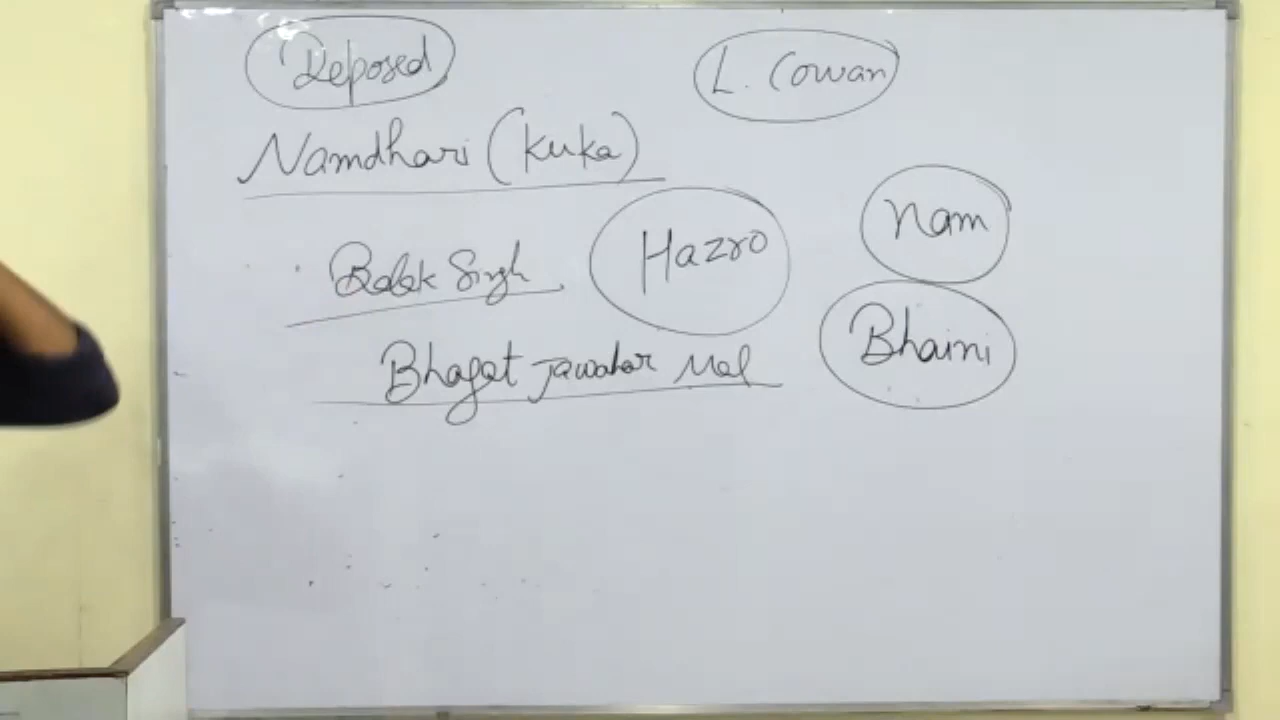 Deposed
L. Cowan
Namdhari (Kuka)
Nam
Balak Singh
Hazro
Bhagat Jawahar Mal
Bhaini